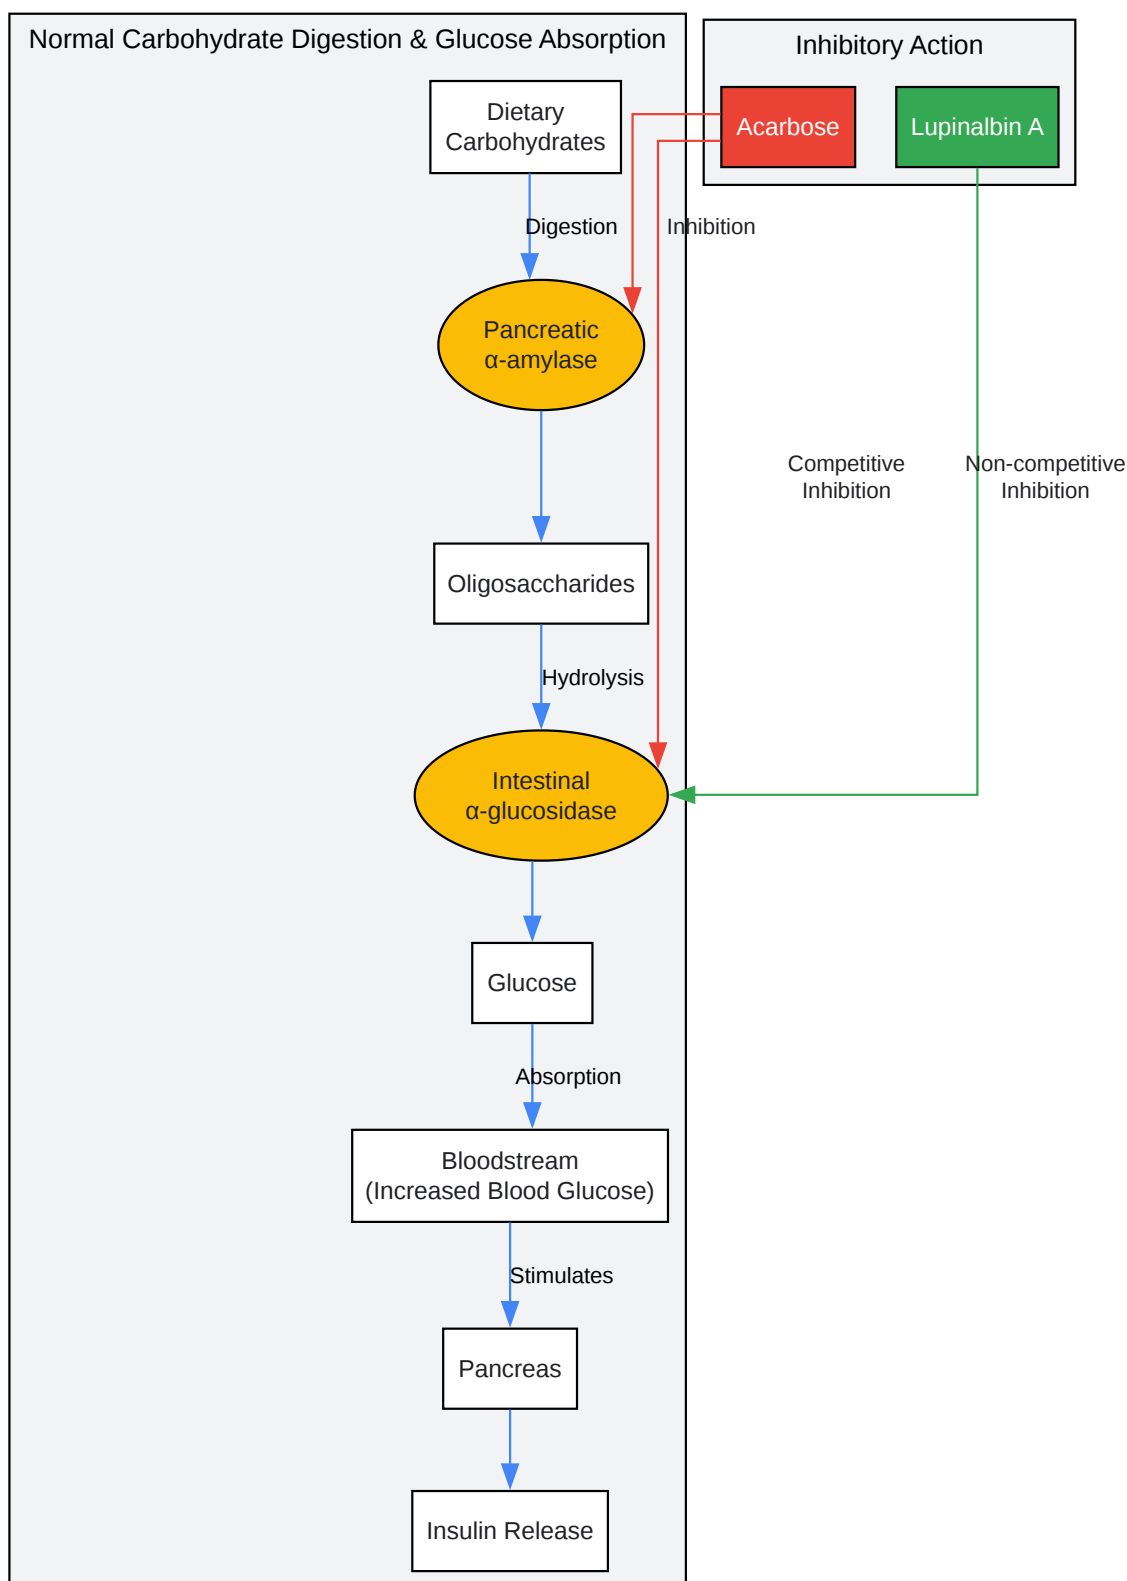 Normal Carbohydrate Digestion & Glucose Absorption
Inhibitory Action
Dietary
Carbohydrates
Acarbose
Lupinalbin A
Digestion
Inhibition
Pancreatic
α-amylase
Competitive
Inhibition
Non-competitive
Inhibition
Oligosaccharides
Hydrolysis
Intestinal
α-glucosidase
Glucose
Absorption
Bloodstream
(Increased Blood Glucose)
Stimulates
Pancreas
Insulin Release